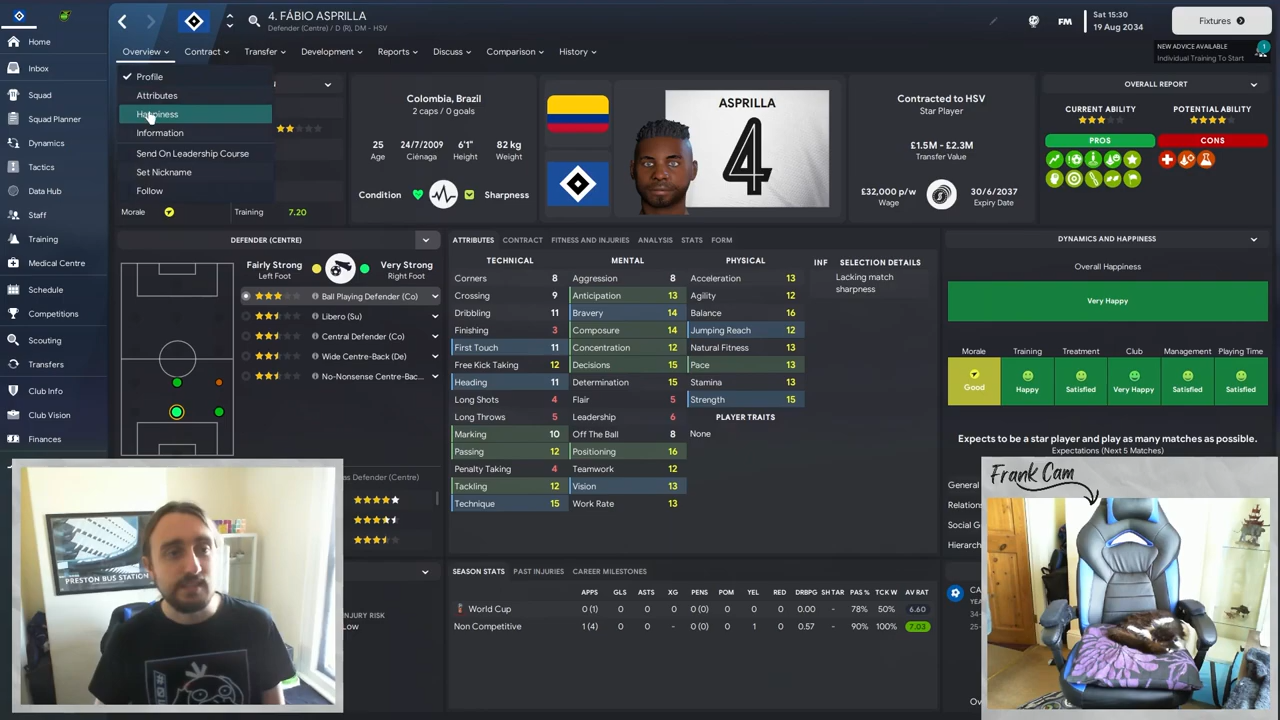 4. FÁBIO ASPRILLA
Defender (Centre) / D (R), DM - HSV
FM
Sat 15:30
19 Aug 2034
Fixtures
NEW ADVICE AVAILABLE
Individual Training To Start
1
Home
Inbox
Squad
Squad Planner
Dynamics
Tactics
Data Hub
Staff
Training
Medical Centre
Schedule
Competitions
Scouting
Transfers
Club Info
Club Vision
Finances
Overview
Contract
Transfer
Development
Reports
Discuss
Comparison
History
Profile
Attributes
Happiness
Information
Send On Leadership Course
Set Nickname
Follow
Morale
Training 7.20
Colombia, Brazil
2 caps / 0 goals
25
/7/2009
6'1"
82 kg
Age
Ciénaga
Height
Weight
Condition
Sharpness
ASPRILLA
4
Contracted to HSV
Star Player
£1.5M - £2.3M
Transfer Value
£32,000 p/w
Wage
30/6/2037
Expiry Date
OVERALL REPORT
CURRENT ABILITY
POTENTIAL ABILITY
PROS
CONS
DEFENDER (CENTRE)
Fairly Strong
Left Foot
Very Strong
Right Foot
Ball Playing Defender (Co)
Libero (Su)
Central Defender (Co)
Wide Centre-Back (De)
No-Nonsense Centre-Bac...
as Defender (Centre)
ATTRIBUTES CONTRACT FITNESS AND INJURIES ANALYSIS STATS FORM
TECHNICAL
Corners 8
Crossing 9
Dribbling 11
Finishing 3
First Touch 11
Free Kick Taking 12
Heading 11
Long Shots 4
Long Throws 5
Marking 10
Passing 12
Penalty Taking 4
Tackling 12
Technique 15
MENTAL
Aggression 8
Anticipation 13
Bravery 14
Composure 14
Concentration 12
Decisions 15
Determination 15
Flair 5
Leadership 6
Off The Ball 8
Positioning 16
Teamwork 12
Vision 13
Work Rate 13
PHYSICAL
Acceleration 13
Agility 12
Balance 16
Jumping Reach 12
Natural Fitness 13
Pace 13
Stamina 13
Strength 15
PLAYER TRAITS
None
INF SELECTION DETAILS
Lacking match
sharpness
DYNAMICS AND HAPPINESS
Overall Happiness
Very Happy
Morale Training Treatment Club Management Playing Time
Good Happy Satisfied Very Happy Satisfied Satisfied
Expects to be a star player and play as many matches as possible.
Expectations (Next 5 Matches)
General
Social G
Hierarch
NJURY RISK
Low
SEASON STATS PAST INJURIES CAREER MILESTONES
APPS GLS ASTS XG PENS POM YEL RED DRBPG SH TAR PAS % TCK W AV RAT
World Cup 0 (1) 0 0 - 0 (0) 0 0 0 0.00 - 78% 50% 6.60
Non Competitive 1 (4) 0 0 - 0 (0) 0 1 0 0.57 - 90% 100% 7.03
PRESTON BUS STATION
Frank Cam